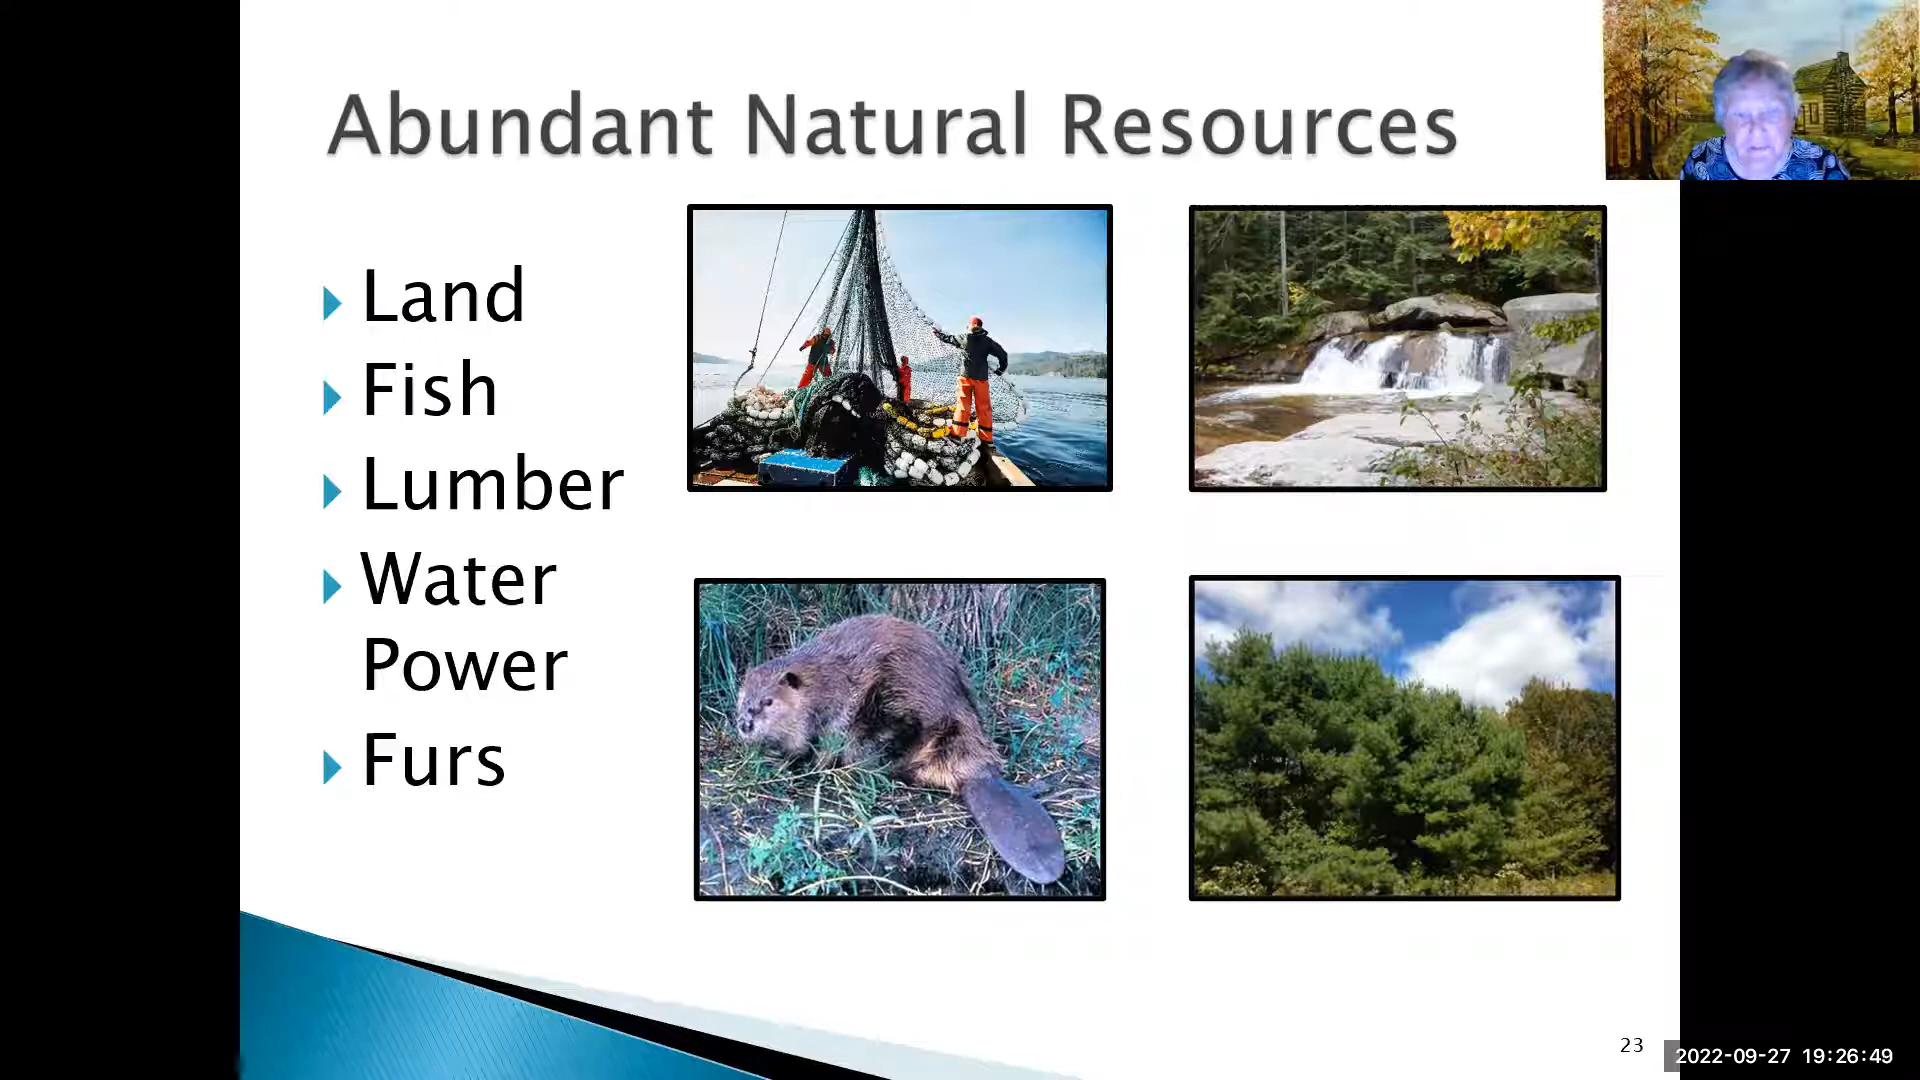 Abundant Natural Resources
Land
Fish
Lumber
Water
Power
Furs
23
2022-09-27 19:26:49